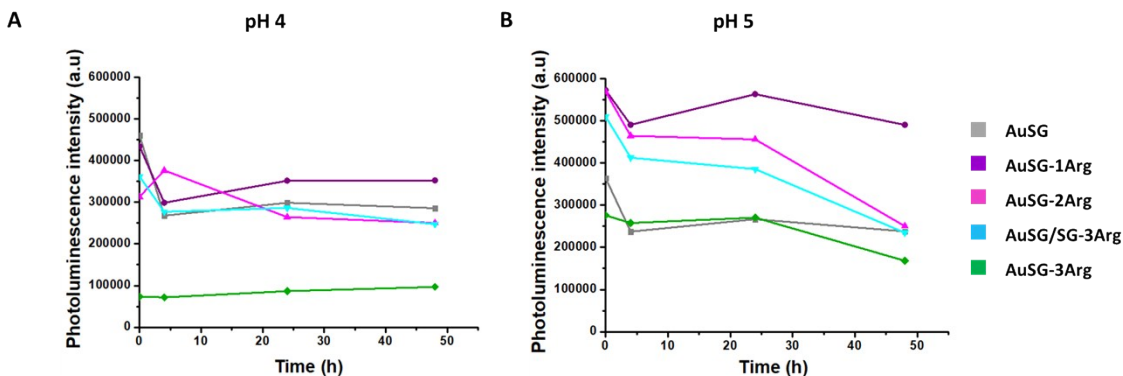 A
pH 4
Photoluminescence intensity (a.u)
600000
500000
400000
300000
200000
100000
0
0
10
20
30
40
50
Time (h)
B
pH 5
Photoluminescence intensity (a.u)
600000
500000
400000
300000
200000
100000
0
0
10
20
30
40
50
Time (h)
AuSG
AuSG-1Arg
AuSG-2Arg
AuSG/SG-3Arg
AuSG-3Arg